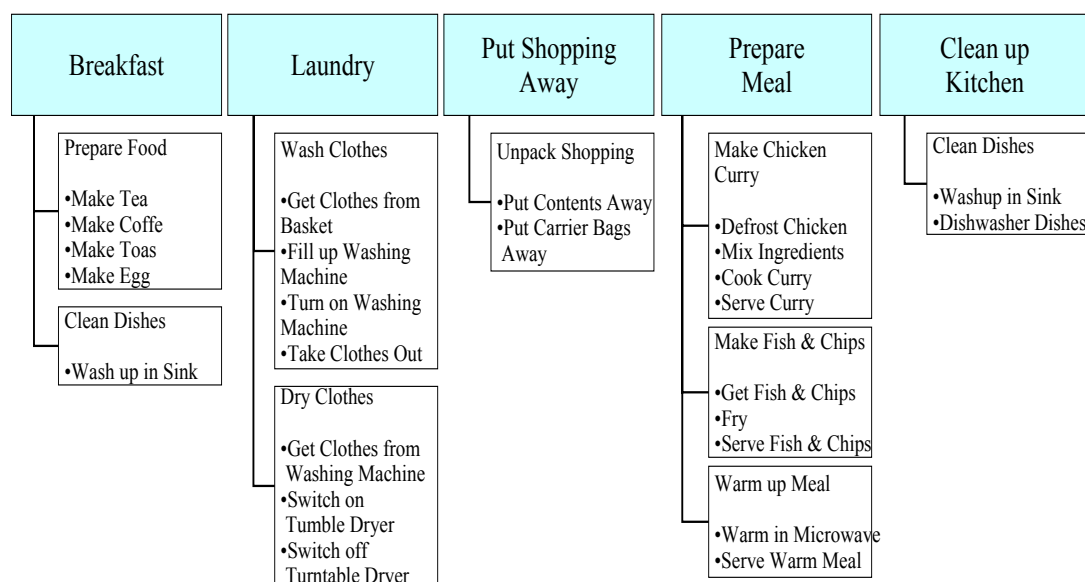 Breakfast
Prepare Food
•Make Tea
•Make Coffe
•Make Toas
•Make Egg
Clean Dishes
•Wash up in Sink
Laundry
Wash Clothes
•Get Clothes from
Basket
•Fill up Washing
Machine
•Turn on Washing
Machine
•Take Clothes Out
Dry Clothes
•Get Clothes from
Washing Machine
•Switch on
Tumble Dryer
•Switch off
Turntable Dryer
Put Shopping
Away
Unpack Shopping
•Put Contents Away
•Put Carrier Bags
Away
Prepare
Meal
Make Chicken
Curry
•Defrost Chicken
•Mix Ingredients
•Cook Curry
•Serve Curry
Make Fish & Chips
•Get Fish & Chips
•Fry
•Serve Fish & Chips
Warm up Meal
•Warm in Microwave
•Serve Warm Meal
Clean up
Kitchen
Clean Dishes
•Washup in Sink
•Dishwasher Dishes